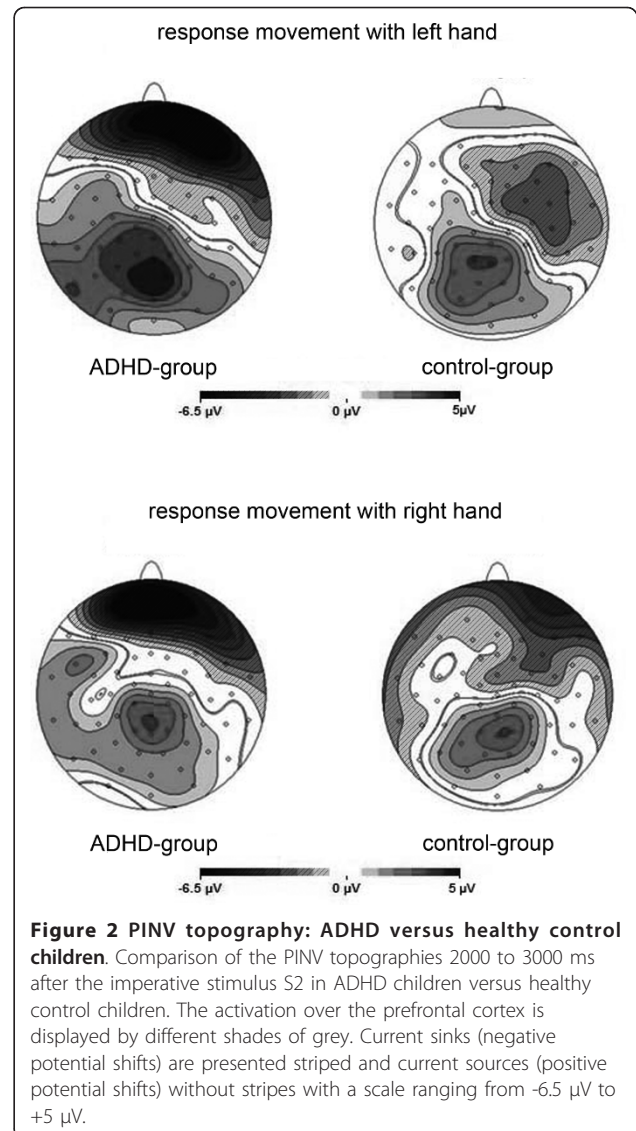 response movement with left hand
ADHD-group control-group
-6.5 µV 0 µV 5µV
response movement with right hand
ADHD-group control-group
-6.5 µV 0 µV 5 µV
Figure 2 PINV topography: ADHD versus healthy control
children. Comparison of the PINV topographies 2000 to 3000 ms
after the imperative stimulus S2 in ADHD children versus healthy
control children. The activation over the prefrontal cortex is
displayed by different shades of grey. Current sinks (negative
potential shifts) are presented striped and current sources (positive
potential shifts) without stripes with a scale ranging from -6.5 µV to
+5 µV.